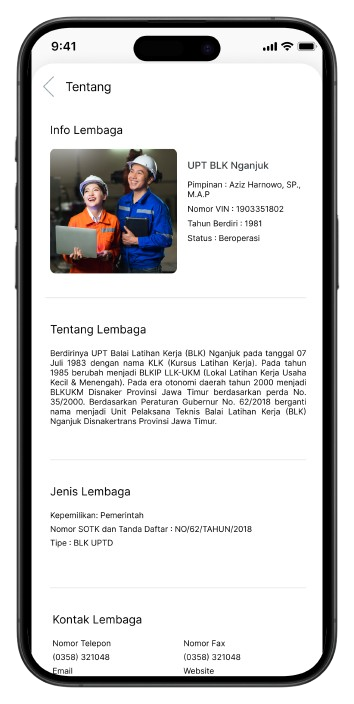 9:41
Tentang
Info Lembaga
UPT BLK Nganjuk
Pimpinan : Aziz Harnowo, SP.,
M.A.P
Nomor VIN : 1903351802
Tahun Berdiri : 1981
Status : Beroperasi
Tentang Lembaga
Berdirinya UPT Balai Latihan Kerja (BLK) Nganjuk pada tanggal 07
Juli 1983 dengan nama KLK (Kursus Latihan Kerja). Pada tahun
1985 berubah menjadi BLKIP LLK-UKM (Lokal Latihan Kerja Usaha
Kecil & Menengah). Pada era otonomi daerah tahun 2000 menjadi
BLKUKM Disnaker Provinsi Jawa Timur berdasarkan perda No.
35/2000. Berdasarkan Peraturan Gubernur No. 62/2018 berganti
nama menjadi Unit Pelaksana Teknis Balai Latihan Kerja (BLK)
Nganjuk Disnakertrans Provinsi Jawa Timur.
Jenis Lembaga
Kepemilikan: Pemerintah
Nomor SOTK dan Tanda Daftar : NO/62/TAHUN/2018
Tipe : BLK UPTD
Kontak Lembaga
Nomor Telepon
(0358) 321048
Email
Nomor Fax
(0358) 321048
Website